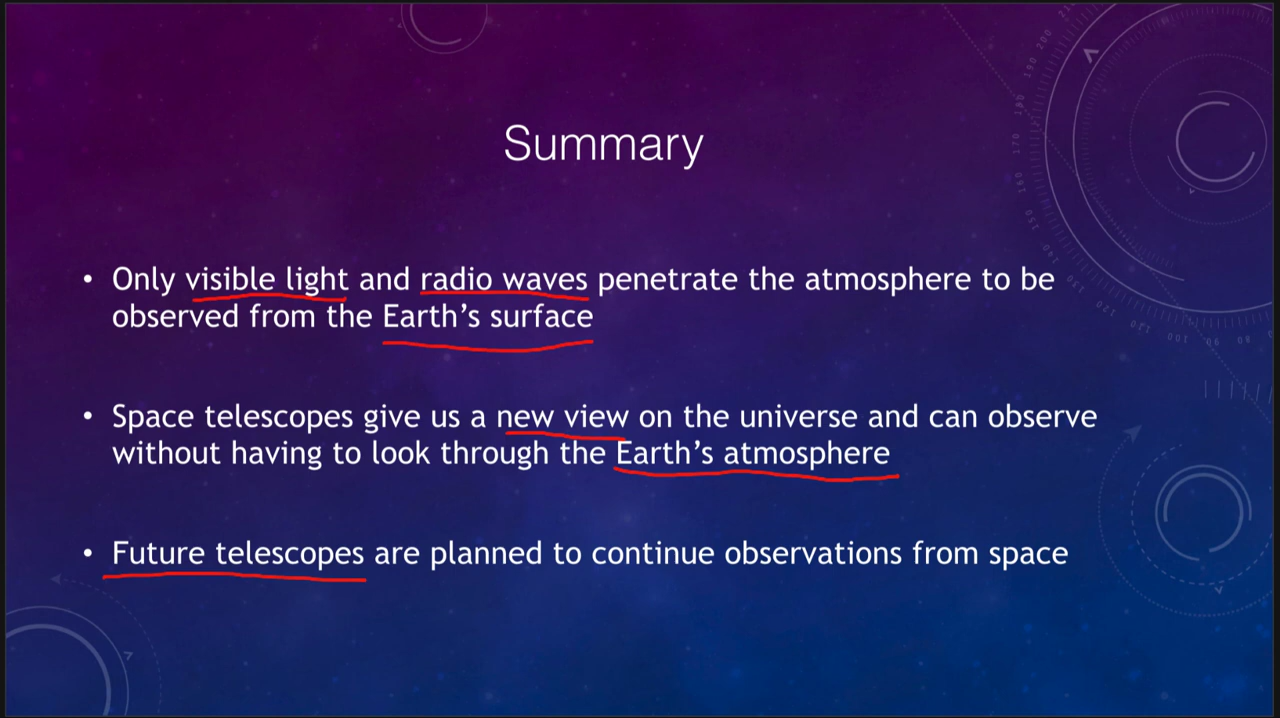 Summary
• Only visible light and radio waves penetrate the atmosphere to be
observed from the Earth's surface
• Space telescopes give us a new view on the universe and can observe
without having to look through the Earth's atmosphere
• Future telescopes are planned to continue observations from space